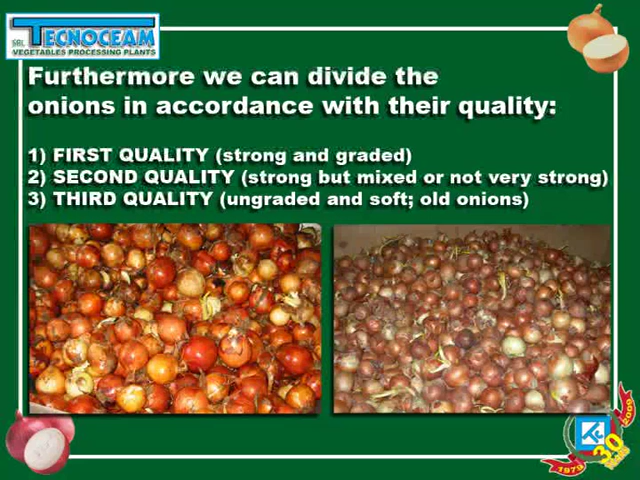 SRL TECNOCEAM
VEGETABLES PROCESSING PLANTS
Furthermore we can divide the
onions in accordance with their quality:
1) FIRST QUALITY (strong and graded)
2) SECOND QUALITY (strong but mixed or not very strong)
3) THIRD QUALITY (ungraded and soft; old onions)
30
1979 2009